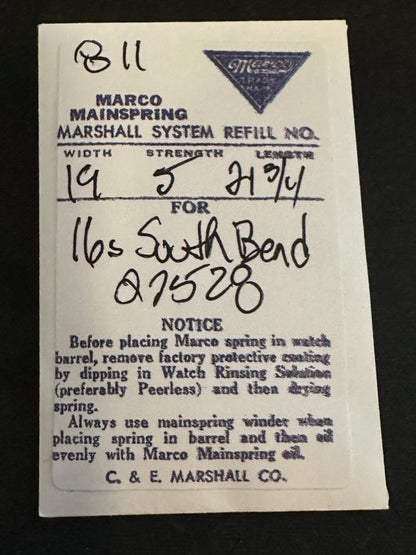 B11
Marco
TRADE
MARK
MARCO
MAINSPRING
MARSHALL SYSTEM REFILL NO.
WIDTH STRENGTH LENGTH
19 5 21 3/4
FOR
16s South Bend
Q7528
NOTICE
Before placing Marco spring in watch
barrel, remove factory protective coating
by dipping in Watch Rinsing Solution
(preferably Peerless) and then drying
spring.
Always use mainspring winder when
placing spring in barrel and then oil
evenly with Marco Mainspring oil.
C. & E. MARSHALL CO.